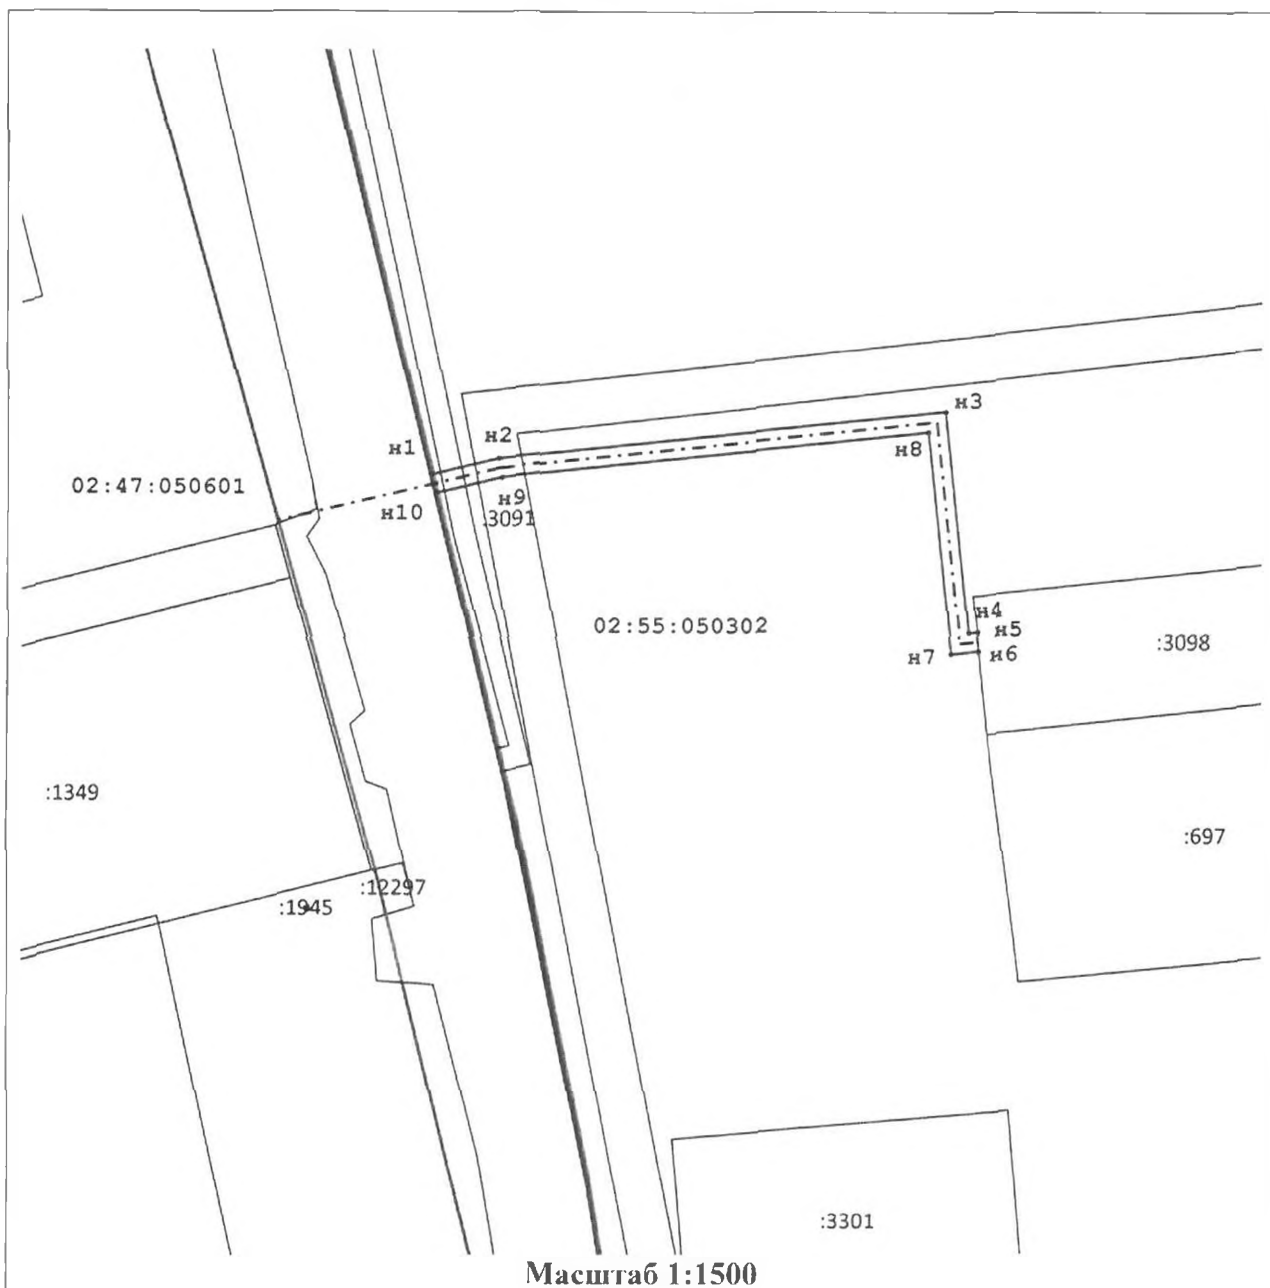 н3
н2
н1
н8
02:47:050601
н9
н10
:3091
н4
02:55:050302
н5
н7
н6
:3098
:1349
:697
:12297
:1945
:3301
Масштаб 1:1500